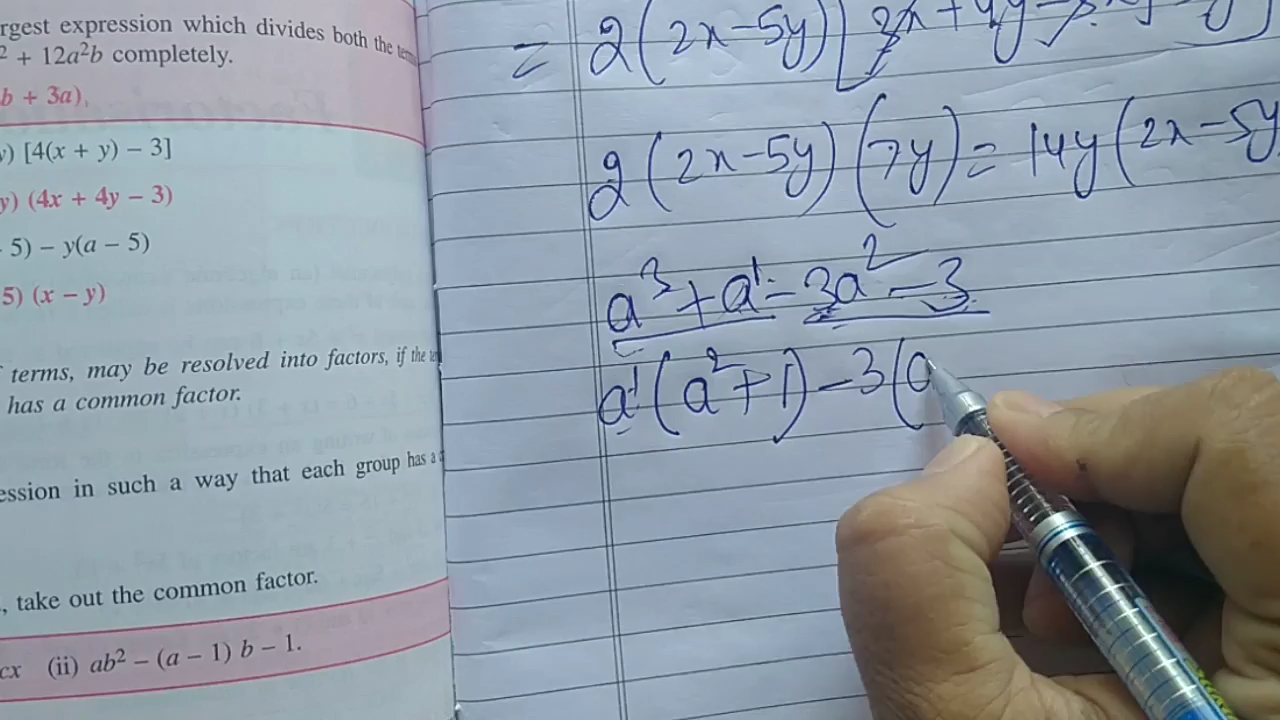 rgest expression which divides both the
² + 12a²b completely.
b + 3a).
) [4(x + y) – 3]
y) (4x + 4y – 3)
5) – y(a – 5)
5) (x – y)
terms, may be resolved into factors, if the
has a common factor.
ession in such a way that each group has a
, take out the common factor.
cx (ii) ab² – (a – 1) b – 1.
= 2(2x-5y)[
2(2x-5y)(7y) = 14y(2x-5y
a³+a¹-3a²-3
a¹(a²+1)-3(a